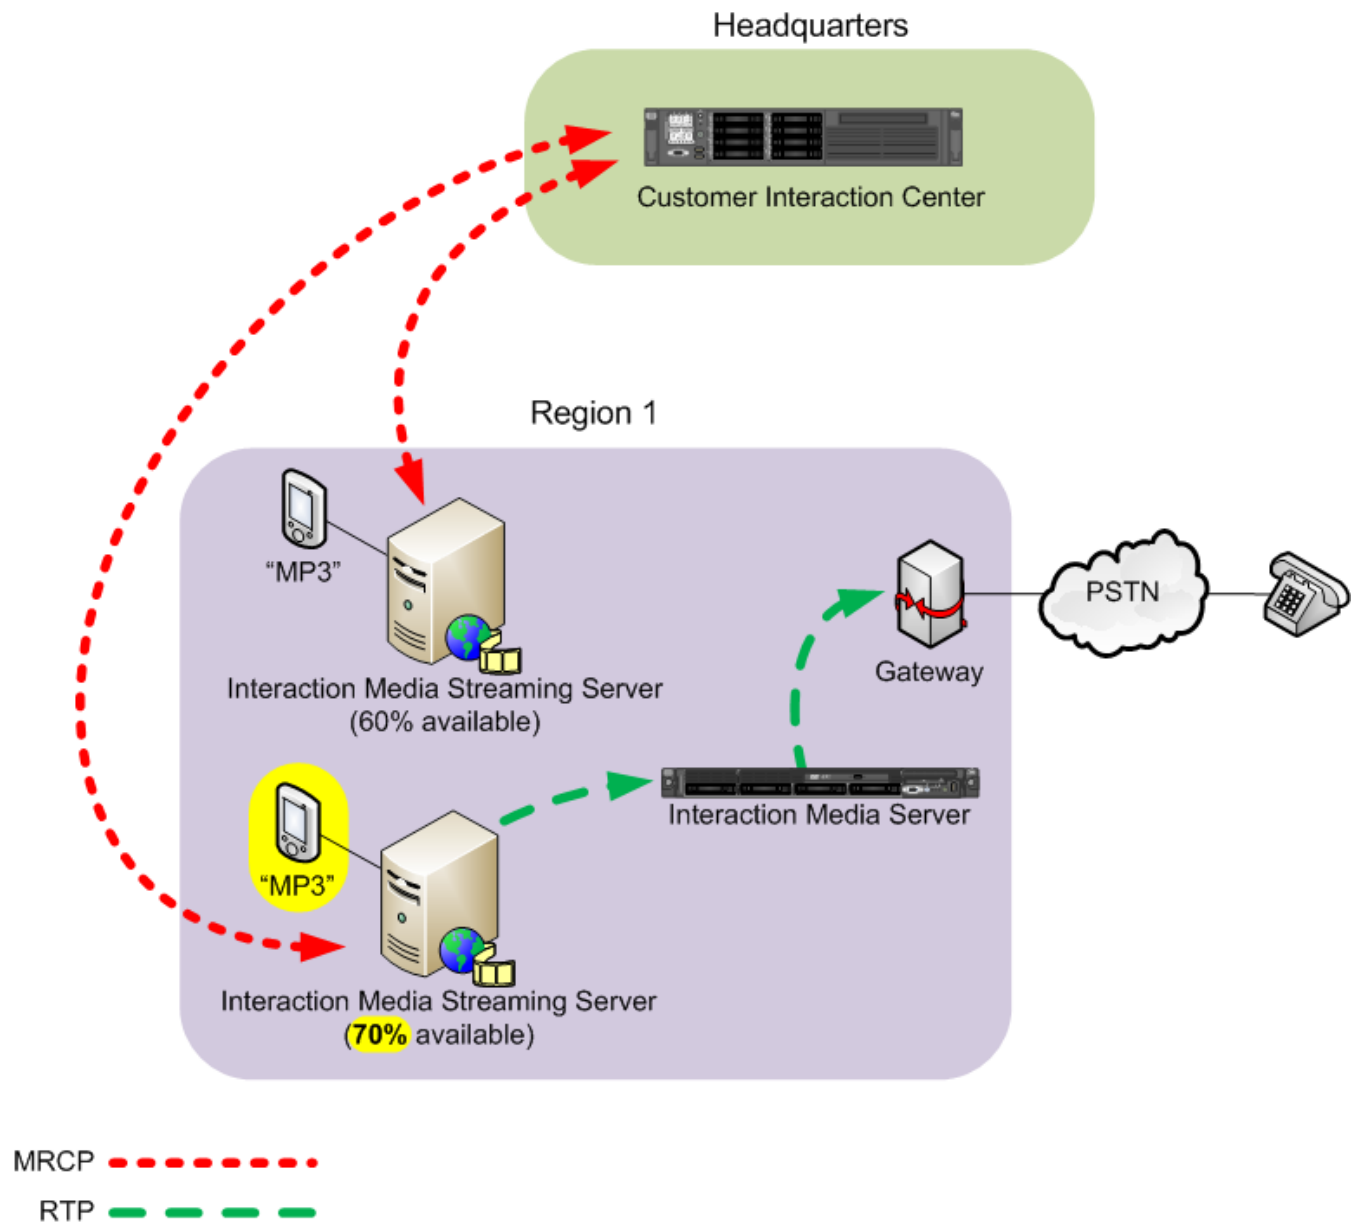 Headquarters
Customer Interaction Center
Region 1
“MP3”
Interaction Media Streaming Server
(60% available)
Gateway
PSTN
Interaction Media Server
“MP3”
Interaction Media Streaming Server
(70% available)
MRCP
RTP